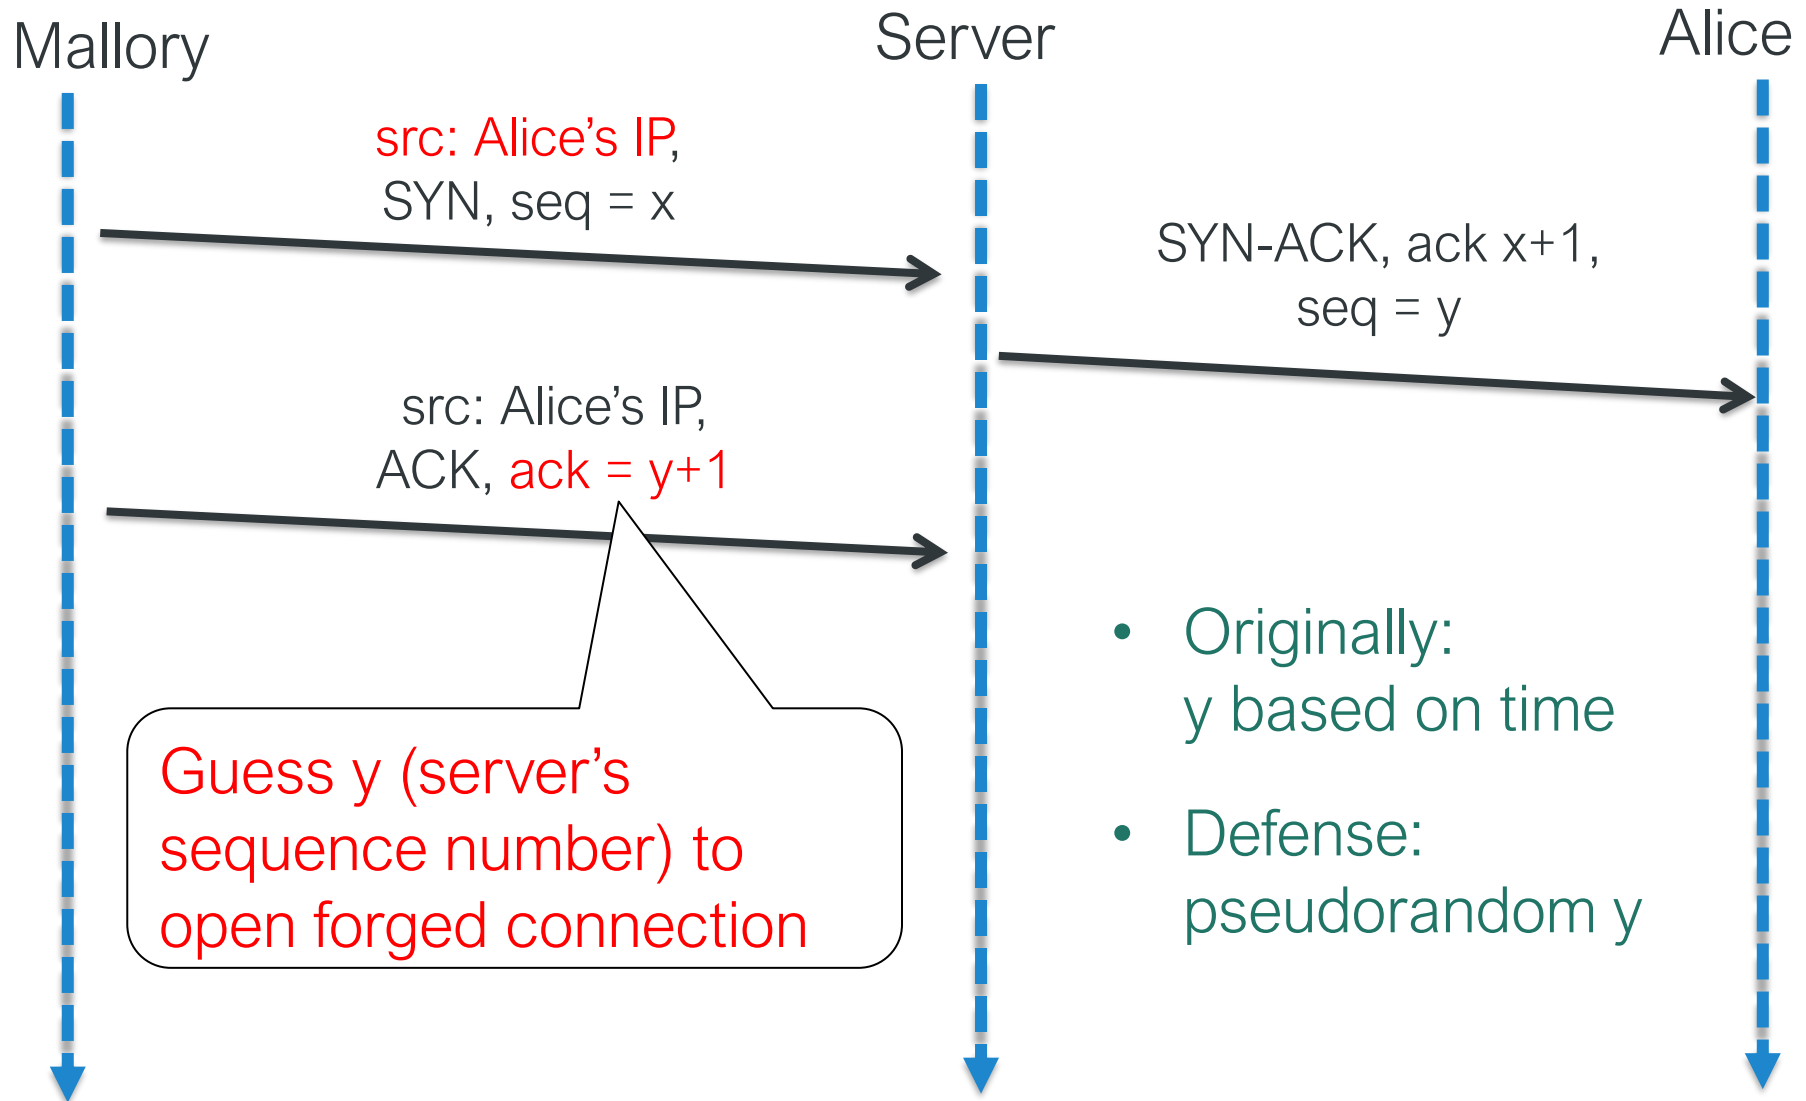 Mallory
Server
Alice
src: Alice’s IP,
SYN, seq = x
SYN-ACK, ack x+1,
seq = y
src: Alice’s IP,
ACK, ack = y+1
Guess y (server’s
sequence number) to
open forged connection
• Originally:
y based on time
• Defense:
pseudorandom y